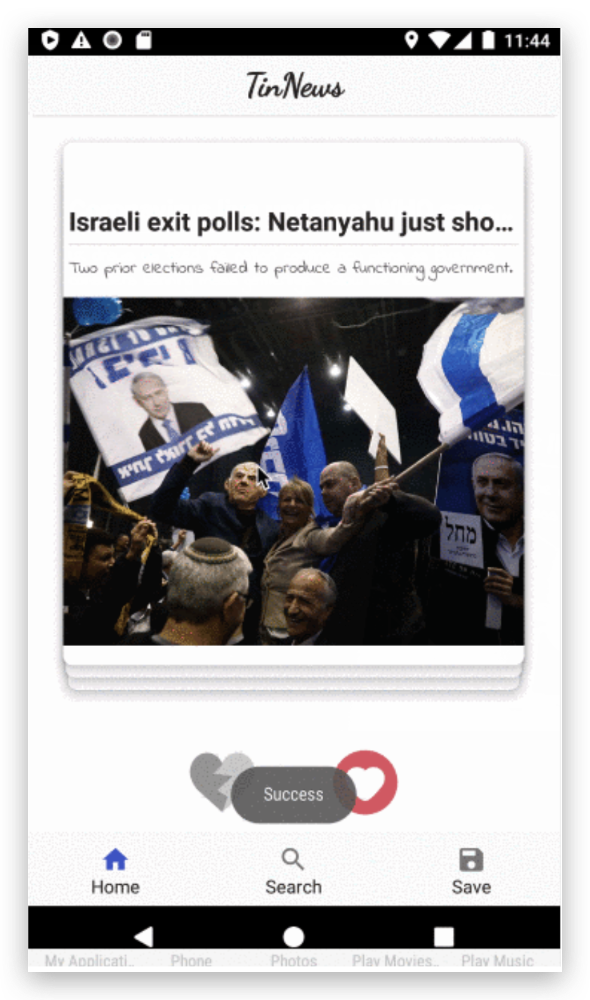 11:44
TinNews
Israeli exit polls: Netanyahu just sho...
Two prior elections failed to produce a functioning government.
מחל
Success
Home
Search
Save
My Applicati..
Phone
Photos
Play Movies..
Play Music